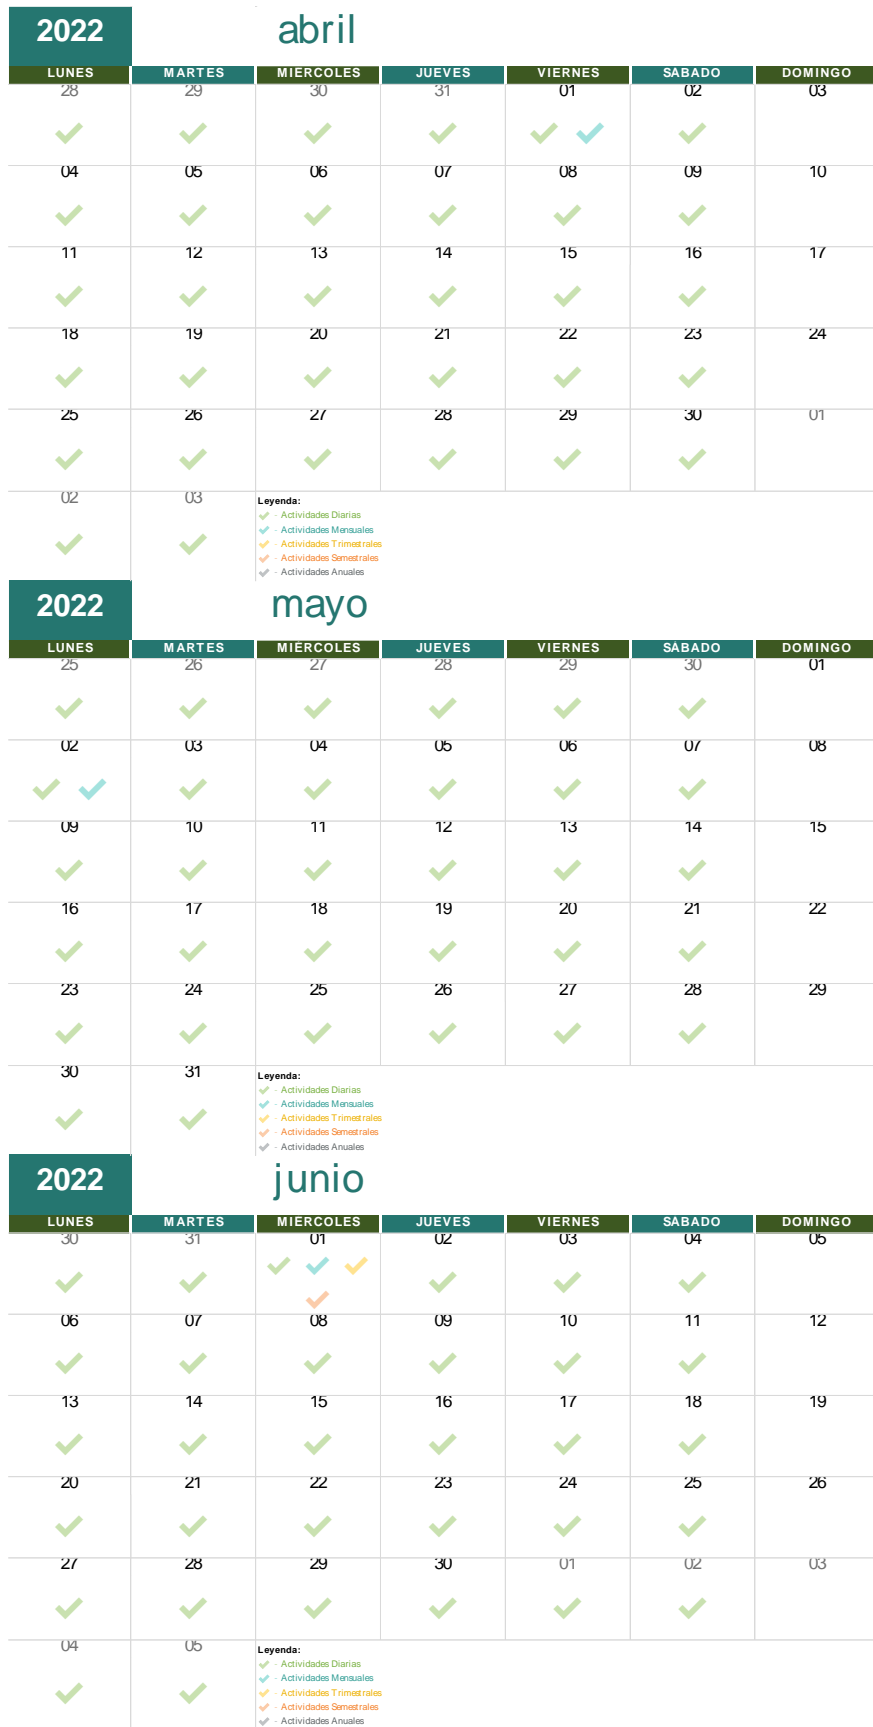 2022 abril
LUNES MARTES MIÉRCOLES JUEVES VIERNES SÁBADO DOMINGO
28 29 30 31 01 02 03
04 05 06 07 08 09 10
11 12 13 14 15 16 17
18 19 20 21 22 23 24
25 26 27 28 29 30 01
02 03 Leyenda:
- Actividades Diarias
- Actividades Mensuales
- Actividades Trimestrales
- Actividades Semestrales
- Actividades Anuales
2022 mayo
LUNES MARTES MIÉRCOLES JUEVES VIERNES SÁBADO DOMINGO
25 26 27 28 29 30 01
02 03 04 05 06 07 08
09 10 11 12 13 14 15
16 17 18 19 20 21 22
23 24 25 26 27 28 29
30 31 Leyenda:
- Actividades Diarias
- Actividades Mensuales
- Actividades Trimestrales
- Actividades Semestrales
- Actividades Anuales
2022 junio
LUNES MARTES MIÉRCOLES JUEVES VIERNES SÁBADO DOMINGO
30 31 01 02 03 04 05
06 07 08 09 10 11 12
13 14 15 16 17 18 19
20 21 22 23 24 25 26
27 28 29 30 01 02 03
04 05 Leyenda:
- Actividades Diarias
- Actividades Mensuales
- Actividades Trimestrales
- Actividades Semestrales
- Actividades Anuales